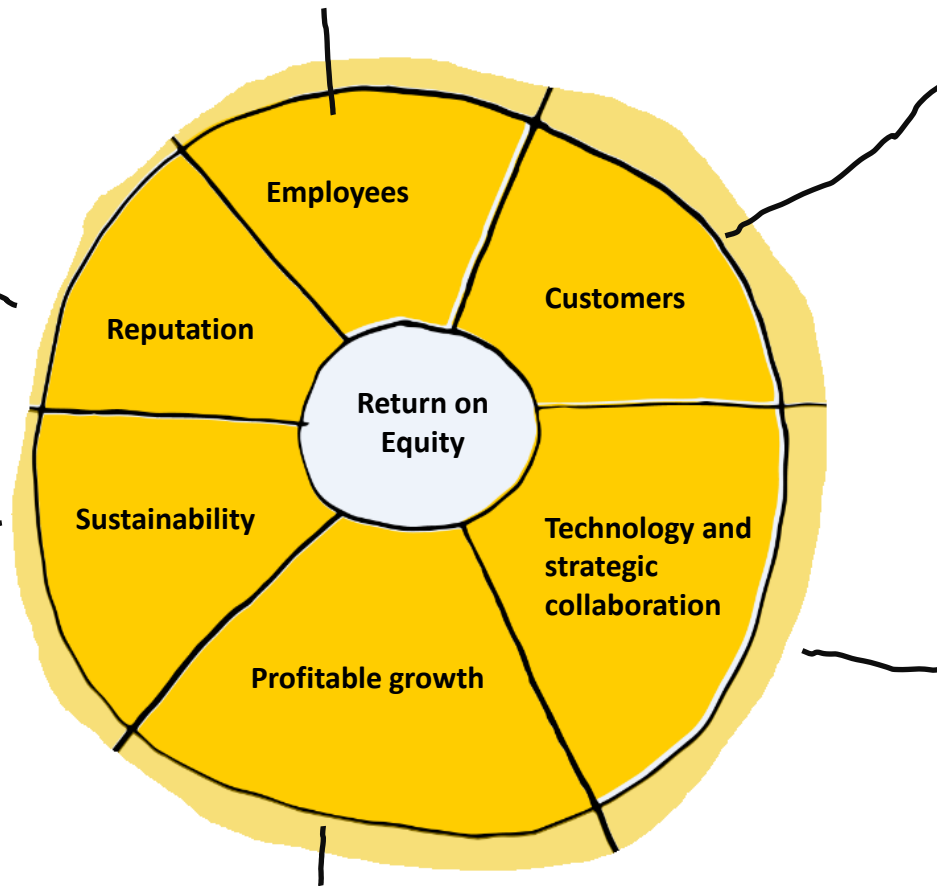 Employees
Customers
Reputation
Return on
Equity
Sustainability
Technology and
strategic
collaboration
Profitable growth